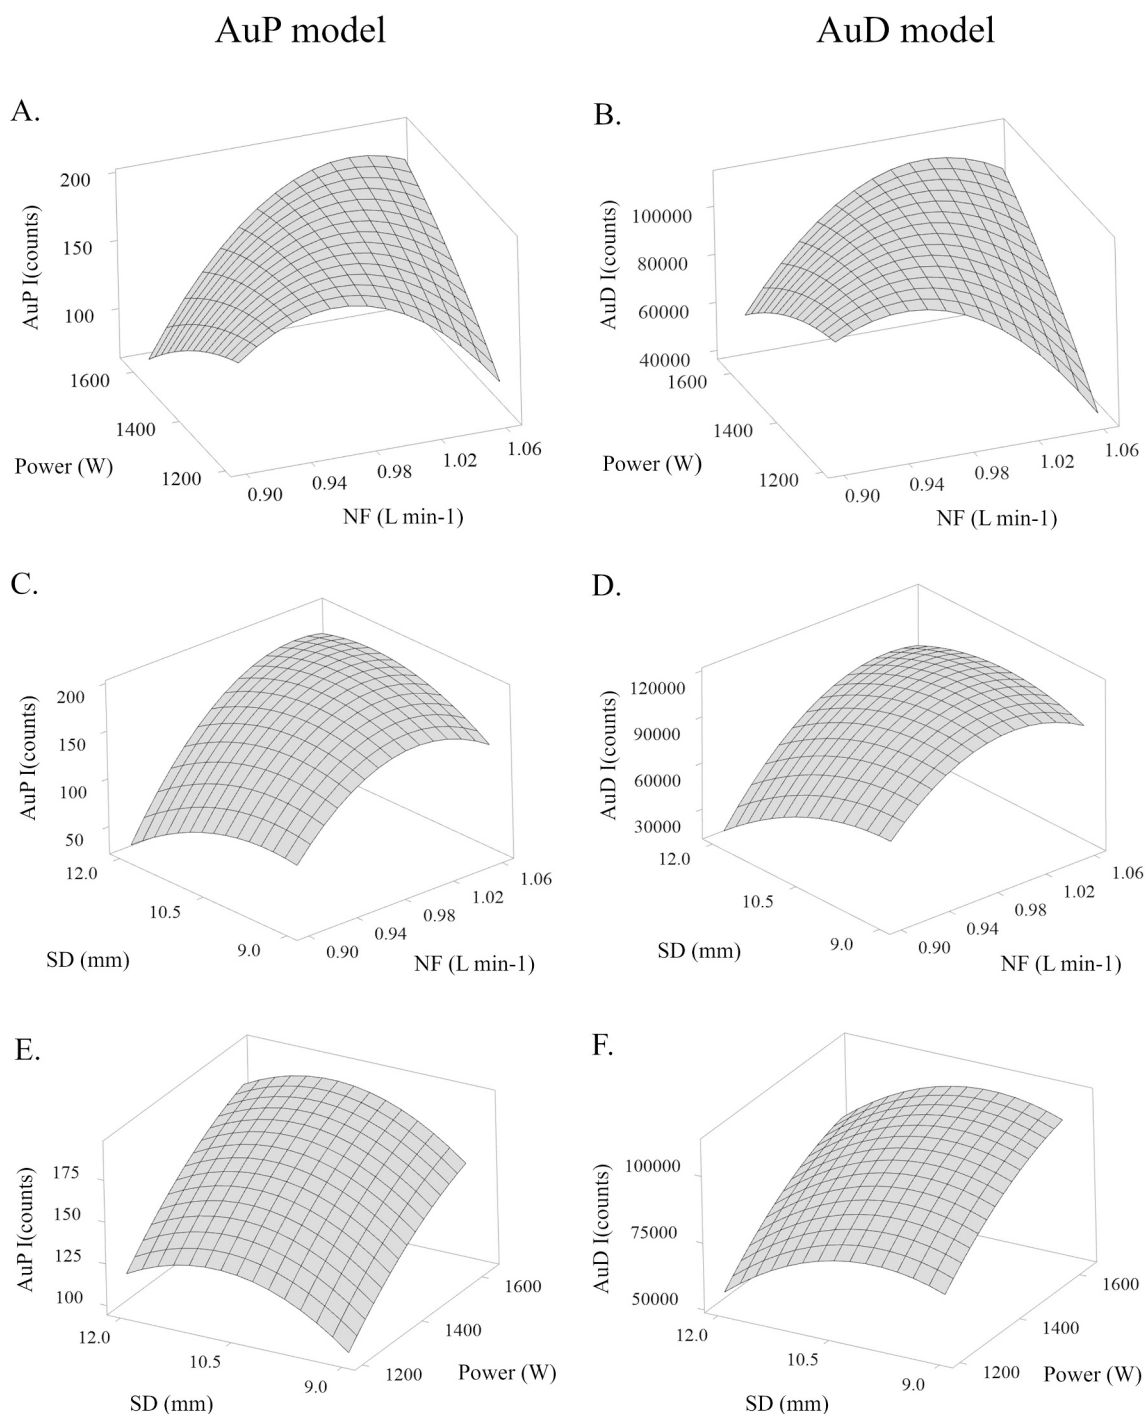 AuP model
AuD model
A.
AuP I(counts)
200
150
100
1600
1400
1200
Power (W)
0.90
0.94
0.98
1.02
1.06
NF (L min-1)
B.
AuD I(counts)
100000
80000
60000
40000
1600
1400
1200
Power (W)
0.90
0.94
0.98
1.02
1.06
NF (L min-1)
C.
AuP I(counts)
200
150
100
50
12.0
10.5
9.0
SD (mm)
0.90
0.94
0.98
1.02
1.06
NF (L min-1)
D.
AuD I(counts)
120000
90000
60000
30000
12.0
10.5
9.0
SD (mm)
0.90
0.94
0.98
1.02
1.06
NF (L min-1)
E.
AuP I(counts)
175
150
125
100
12.0
10.5
9.0
SD (mm)
1200
1400
1600
Power (W)
F.
AuD I(counts)
100000
75000
50000
12.0
10.5
9.0
SD (mm)
1200
1400
1600
Power (W)